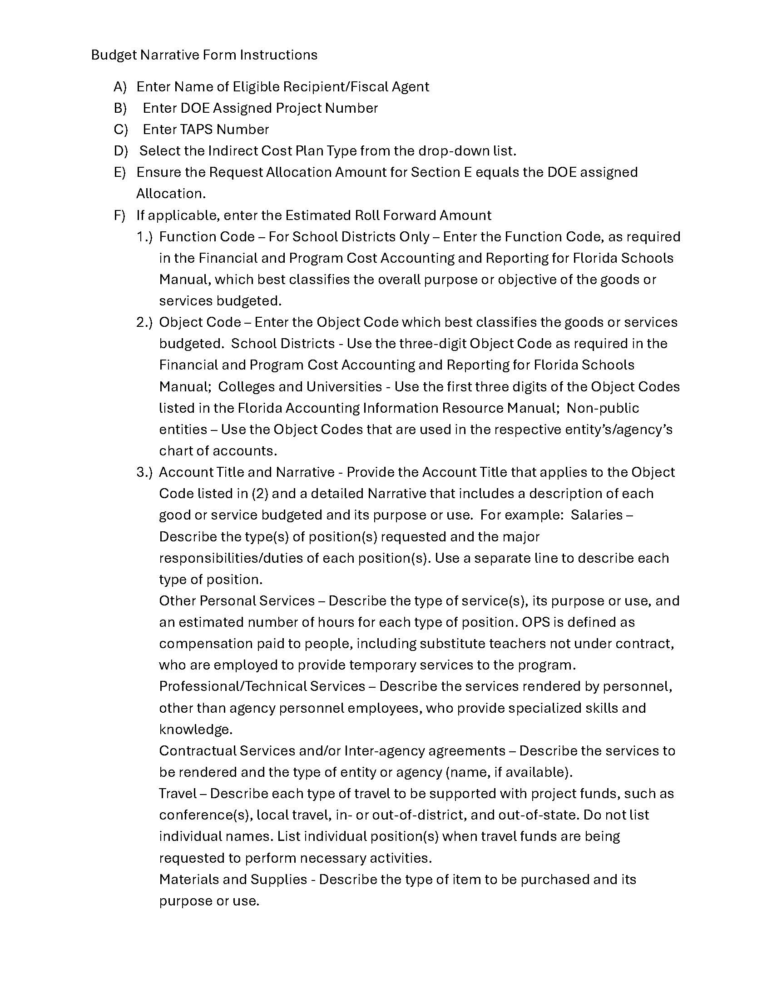 Budget Narrative Form Instructions
A) Enter Name of Eligible Recipient/Fiscal Agent
B) Enter DOE Assigned Project Number
C) Enter TAPS Number
D) Select the Indirect Cost Plan Type from the drop-down list.
E) Ensure the Request Allocation Amount for Section E equals the DOE assigned
Allocation.
F) If applicable, enter the Estimated Roll Forward Amount
1.) Function Code – For School Districts Only – Enter the Function Code, as required
in the Financial and Program Cost Accounting and Reporting for Florida Schools
Manual, which best classifies the overall purpose or objective of the goods or
services budgeted.
2.) Object Code – Enter the Object Code which best classifies the goods or services
budgeted.  School Districts - Use the three-digit Object Code as required in the
Financial and Program Cost Accounting and Reporting for Florida Schools
Manual;  Colleges and Universities - Use the first three digits of the Object Codes
listed in the Florida Accounting Information Resource Manual;  Non-public
entities – Use the Object Codes that are used in the respective entity’s/agency’s
chart of accounts.
3.) Account Title and Narrative - Provide the Account Title that applies to the Object
Code listed in (2) and a detailed Narrative that includes a description of each
good or service budgeted and its purpose or use.  For example:  Salaries –
Describe the type(s) of position(s) requested and the major
responsibilities/duties of each position(s). Use a separate line to describe each
type of position.
Other Personal Services – Describe the type of service(s), its purpose or use, and
an estimated number of hours for each type of position. OPS is defined as
compensation paid to people, including substitute teachers not under contract,
who are employed to provide temporary services to the program.
Professional/Technical Services – Describe the services rendered by personnel,
other than agency personnel employees, who provide specialized skills and
knowledge.
Contractual Services and/or Inter-agency agreements – Describe the services to
be rendered and the type of entity or agency (name, if available).
Travel – Describe each type of travel to be supported with project funds, such as
conference(s), local travel, in- or out-of-district, and out-of-state. Do not list
individual names. List individual position(s) when travel funds are being
requested to perform necessary activities.
Materials and Supplies - Describe the type of item to be purchased and its
purpose or use.